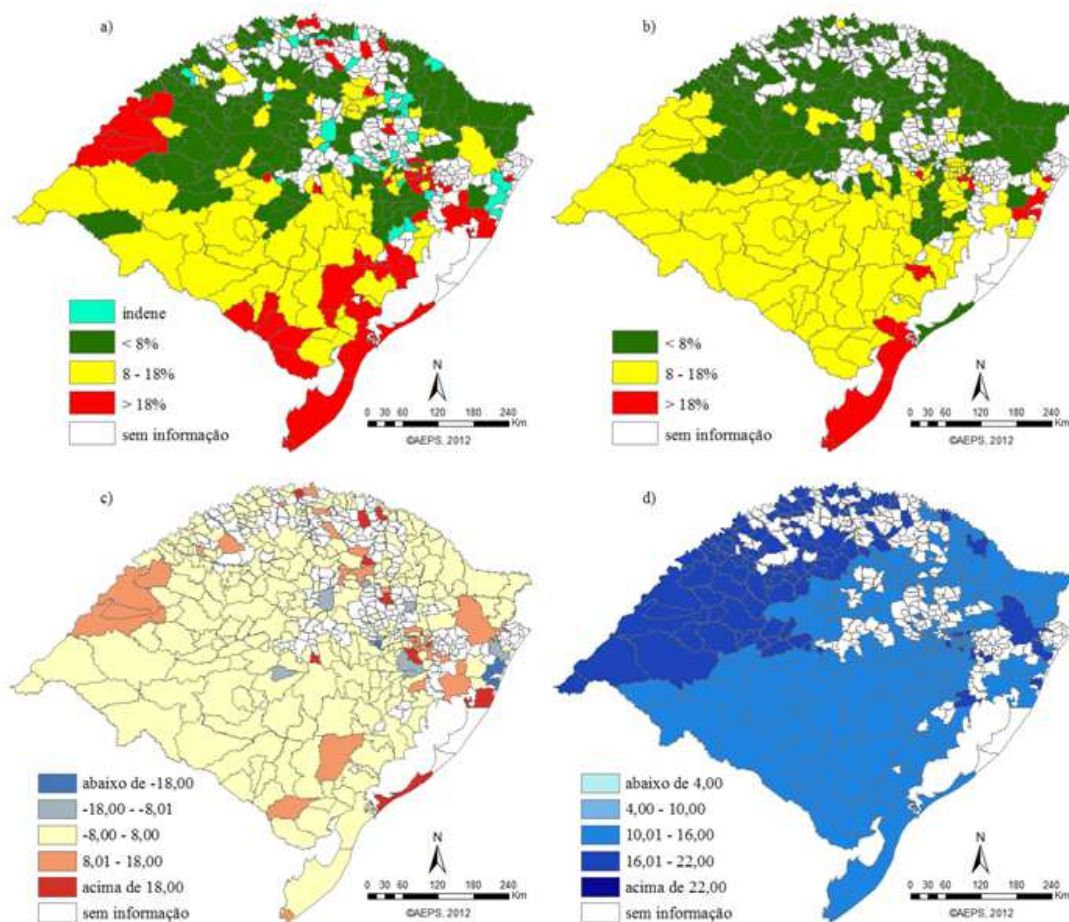 a)
indene
< 8%
8 - 18%
> 18%
sem informação
N
0 30 60 120 180 240
Km
©AEPS, 2012
b)
< 8%
8 - 18%
> 18%
sem informação
N
0 30 60 120 180 240
Km
©AEPS, 2012
c)
abaixo de -18,00
-18,00 - -8,01
-8,00 - 8,00
8,01 - 18,00
acima de 18,00
sem informação
N
0 30 60 120 180 240
Km
©AEPS, 2012
d)
abaixo de 4,00
4,00 - 10,00
10,01 - 16,00
16,01 - 22,00
acima de 22,00
sem informação
N
0 30 60 120 180 240
Km
©AEPS, 2012